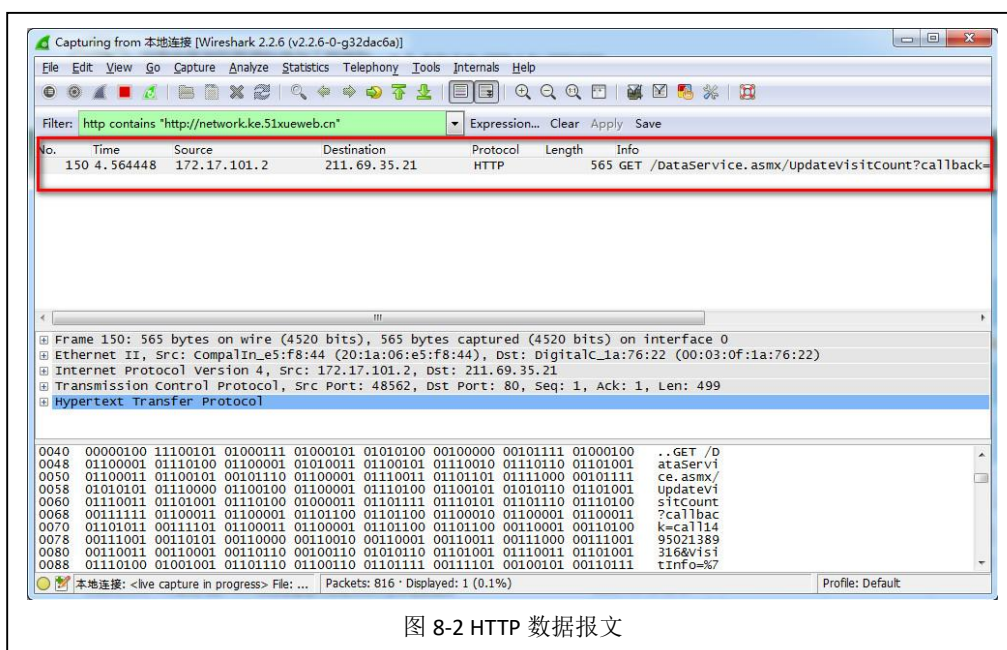 Capturing from 本地连接 [Wireshark 2.2.6 (v2.2.6-0-g32dac6a)]
File Edit View Go Capture Analyze Statistics Telephony Tools Internals Help
Filter: http contains "http://network.ke.51xueweb.cn" Expression... Clear Apply Save
No. Time Source Destination Protocol Length Info
150 4.564448 172.17.101.2 211.69.35.21 HTTP 565 GET /DataService.asmx/UpdateVisitCount?callback=
Frame 150: 565 bytes on wire (4520 bits), 565 bytes captured (4520 bits) on interface 0
Ethernet II, Src: CompalIn_e5:f8:44 (20:1a:06:e5:f8:44), Dst: DigitalC_1a:76:22 (00:03:0f:1a:76:22)
Internet Protocol Version 4, Src: 172.17.101.2, Dst: 211.69.35.21
Transmission Control Protocol, Src Port: 48562, Dst Port: 80, Seq: 1, Ack: 1, Len: 499
Hypertext Transfer Protocol
0040 00000100 11100101 01000111 01000101 01010100 00100000 00101111 01000100 ..GET /D
0048 01100001 01110100 01100001 01010011 01100101 01110010 01110110 01101001 ataServi
0050 01100011 01100101 00101110 01100001 01110011 01101101 01111000 00101111 ce.asmx/
0058 01010101 01110000 01100100 01100001 01110100 01100101 01010110 01101001 UpdateVi
0060 01110011 01101001 01110100 01000011 01101111 01110101 01101110 01110100 sitCount
0068 00111111 01100011 01100001 01101100 01101100 01100010 01100001 01100011 ?callbac
0070 01101011 00111101 01100011 01100001 01101100 01101100 00110001 00110100 k=call14
0078 00111001 00110101 00110000 00110010 00110001 00110011 00111000 00111001 95021389
0080 00110011 00110001 00110110 00100110 01010110 01101001 01110011 01101001 316&Visi
0088 01110100 01001001 01101110 01100110 01101111 00111101 00100101 00110111 tInfo=%7
本地连接: <live capture in progress> File: ... Packets: 816 · Displayed: 1 (0.1%) Profile: Default
图 8-2 HTTP 数据报文